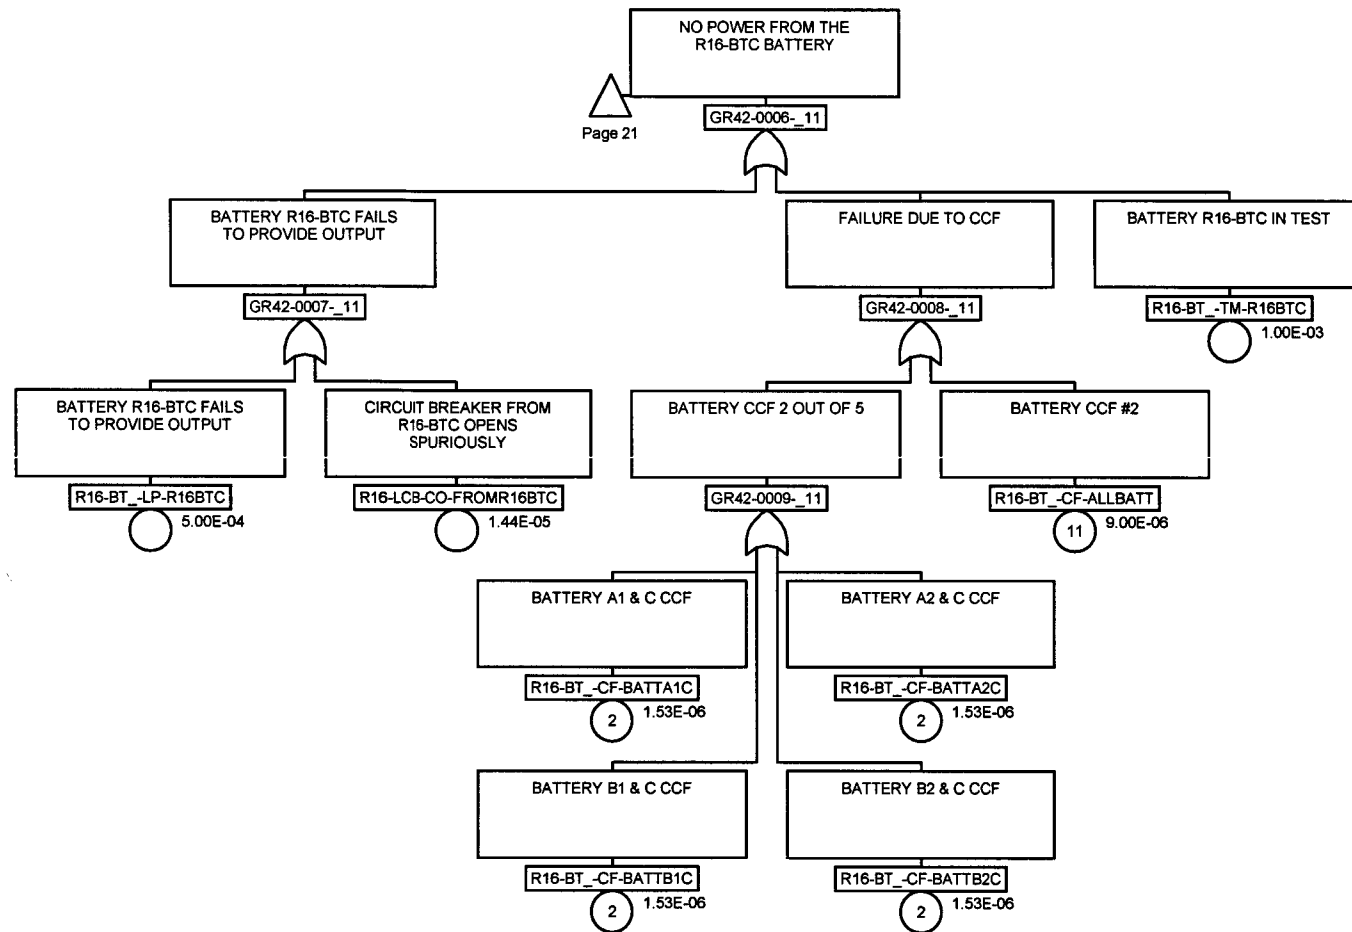 NO POWER FROM THE
R16-BTC BATTERY
Page 21
GR42-0006-_11
BATTERY R16-BTC FAILS
TO PROVIDE OUTPUT
FAILURE DUE TO CCF
BATTERY R16-BTC IN TEST
GR42-0007-_11
GR42-0008-_11
R16-BT_-TM-R16BTC
1.00E-03
BATTERY R16-BTC FAILS
TO PROVIDE OUTPUT
CIRCUIT BREAKER FROM
R16-BTC OPENS
SPURIOUSLY
BATTERY CCF 2 OUT OF 5
BATTERY CCF #2
R16-BT_-LP-R16BTC
5.00E-04
R16-LCB-CO-FROMR16BTC
1.44E-05
GR42-0009-_11
R16-BT_-CF-ALLBATT
11
9.00E-06
BATTERY A1 & C CCF
BATTERY A2 & C CCF
R16-BT_-CF-BATTA1C
2
1.53E-06
R16-BT_-CF-BATTA2C
2
1.53E-06
BATTERY B1 & C CCF
BATTERY B2 & C CCF
R16-BT_-CF-BATTB1C
2
1.53E-06
R16-BT_-CF-BATTB2C
2
1.53E-06